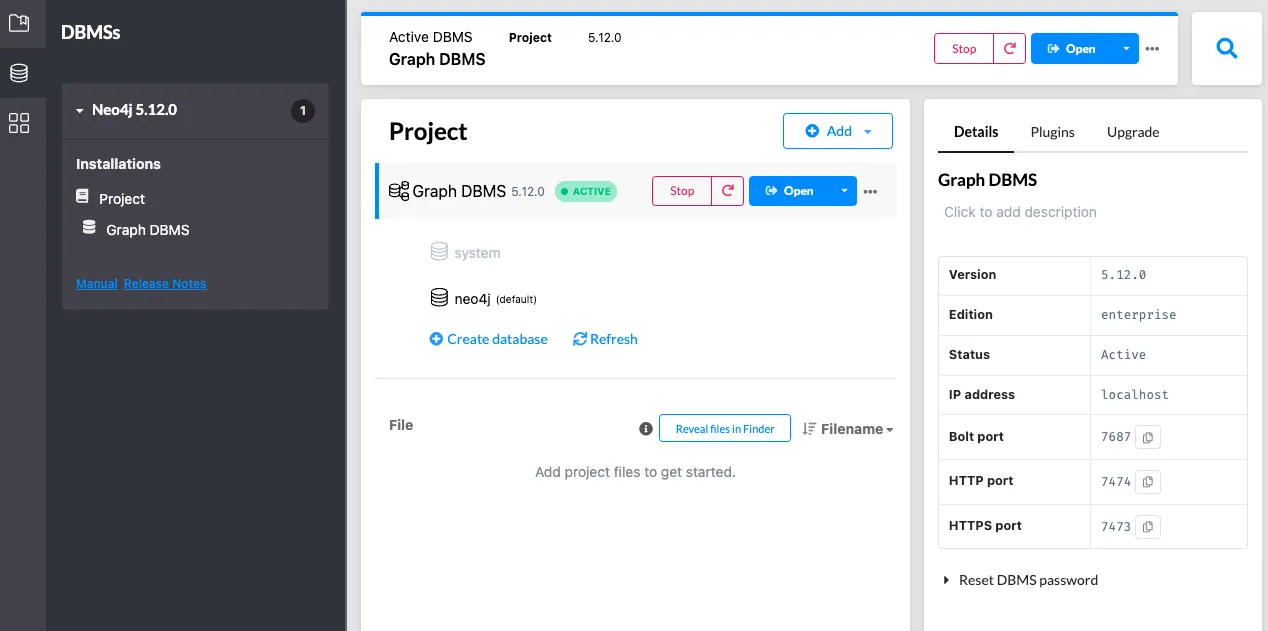 DBMSs
Neo4j 5.12.0
1
Installations
Project
Graph DBMS
Manual Release Notes
Active DBMS Project 5.12.0
Graph DBMS
Stop Open
Project
Add
Graph DBMS 5.12.0 ACTIVE Stop Open
system
neo4j (default)
Create database Refresh
File
Reveal files in Finder Filename
Add project files to get started.
Details Plugins Upgrade
Graph DBMS
Click to add description
Version 5.12.0
Edition enterprise
Status Active
IP address localhost
Bolt port 7687
HTTP port 7474
HTTPS port 7473
Reset DBMS password